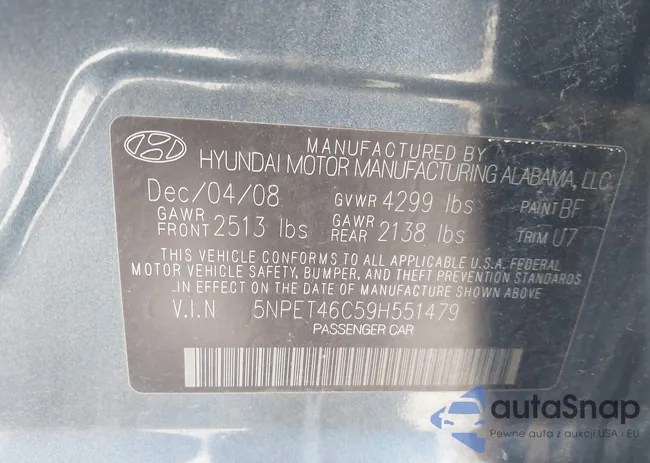 MANUFACTURED BY
HYUNDAI MOTOR MANUFACTURING ALABAMA, LLC
Dec/04/08 GVWR 4299 lbs PAINT BF
GAWR FRONT 2513 lbs GAWR REAR 2138 lbs TRIM U7
THIS VEHICLE CONFORMS TO ALL APPLICABLE U.S.A. FEDERAL
MOTOR VEHICLE SAFETY, BUMPER, AND THEFT PREVENTION STANDARDS
IN EFFECT ON THE DATE OF MANUFACTURE SHOWN ABOVE.
V.I.N 5NPET46C59H551479
PASSENGER CAR
autaSnap
Pewne auta z aukcji USA i EU